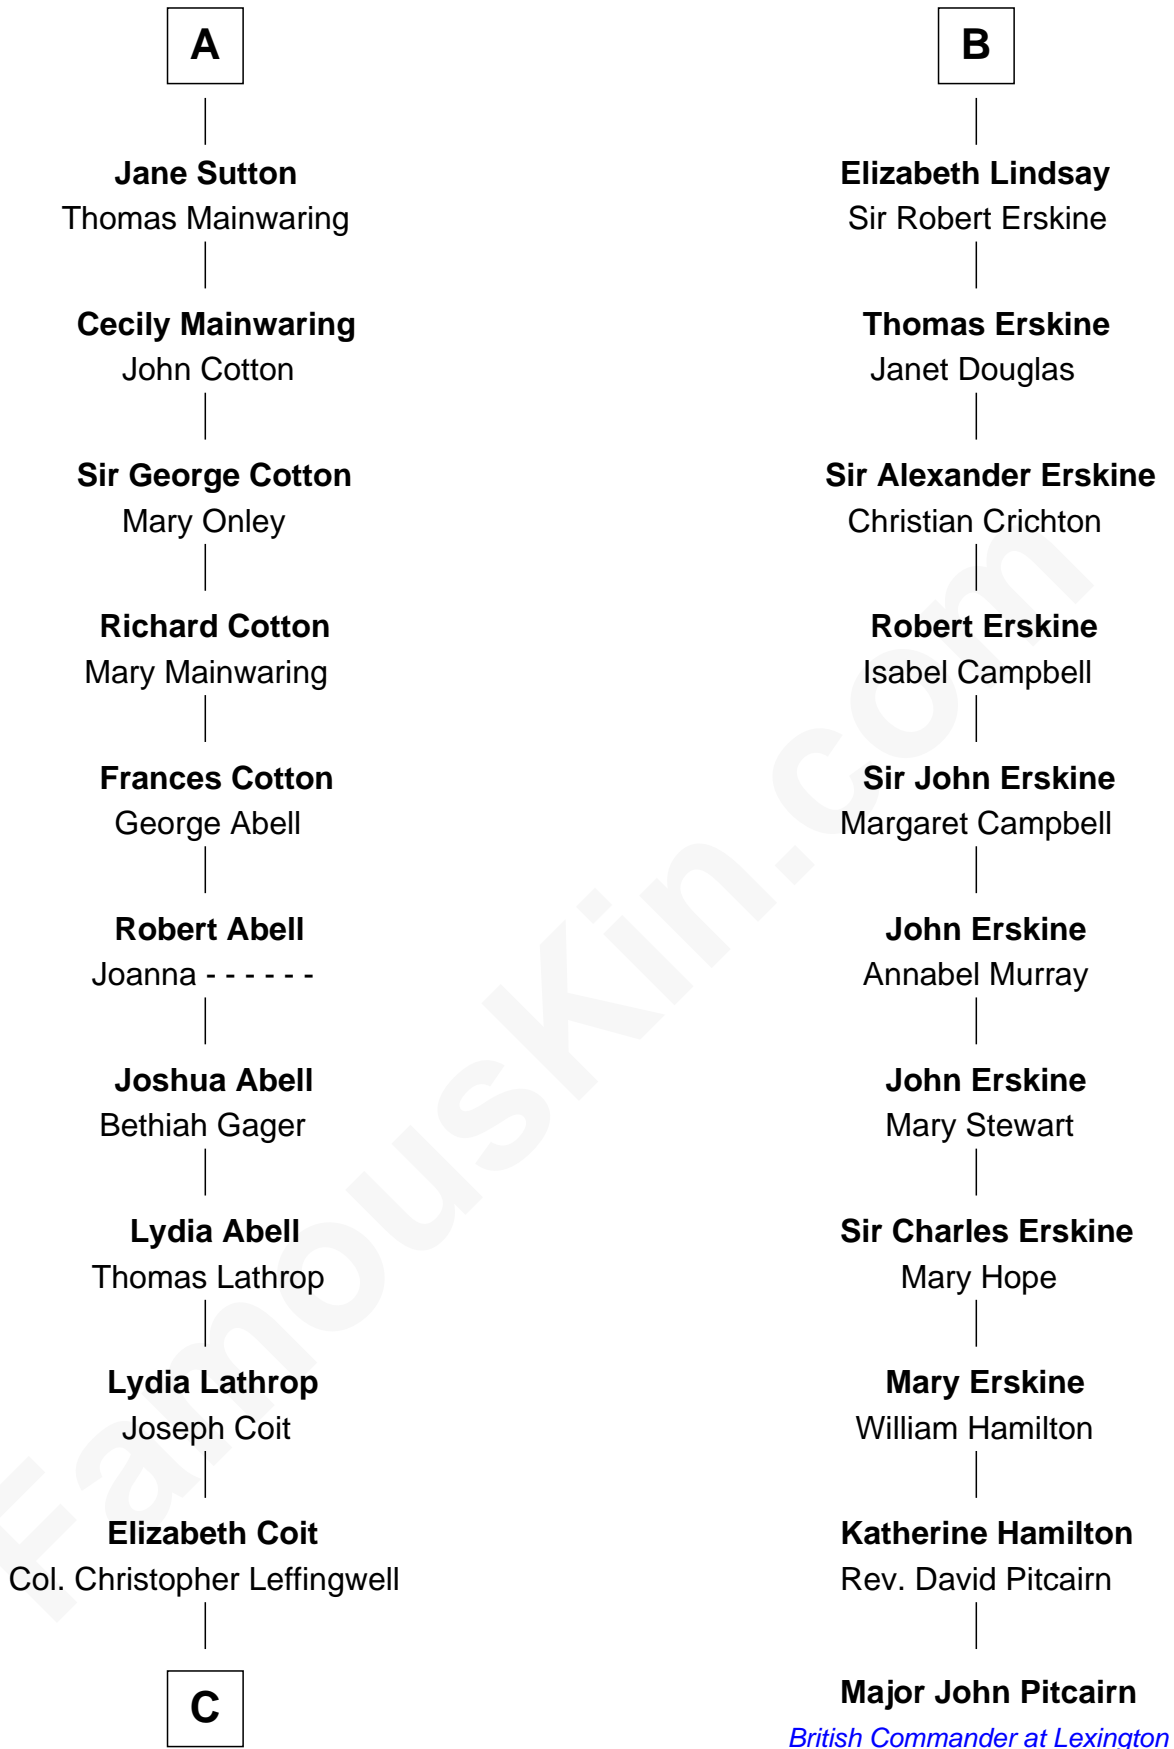 A
Jane Sutton
Thomas Mainwaring
Cecily Mainwaring
John Cotton
Sir George Cotton
Mary Onley
Richard Cotton
Mary Mainwaring
Frances Cotton
George Abell
Robert Abell
Joanna - - - - - -
Joshua Abell
Bethiah Gager
Lydia Abell
Thomas Lathrop
Lydia Lathrop
Joseph Coit
Elizabeth Coit
Col. Christopher Leffingwell
C
B
Elizabeth Lindsay
Sir Robert Erskine
Thomas Erskine
Janet Douglas
Sir Alexander Erskine
Christian Crichton
Robert Erskine
Isabel Campbell
Sir John Erskine
Margaret Campbell
John Erskine
Annabel Murray
John Erskine
Mary Stewart
Sir Charles Erskine
Mary Hope
Mary Erskine
William Hamilton
Katherine Hamilton
Rev. David Pitcairn
Major John Pitcairn
British Commander at Lexington
FamousKin.com